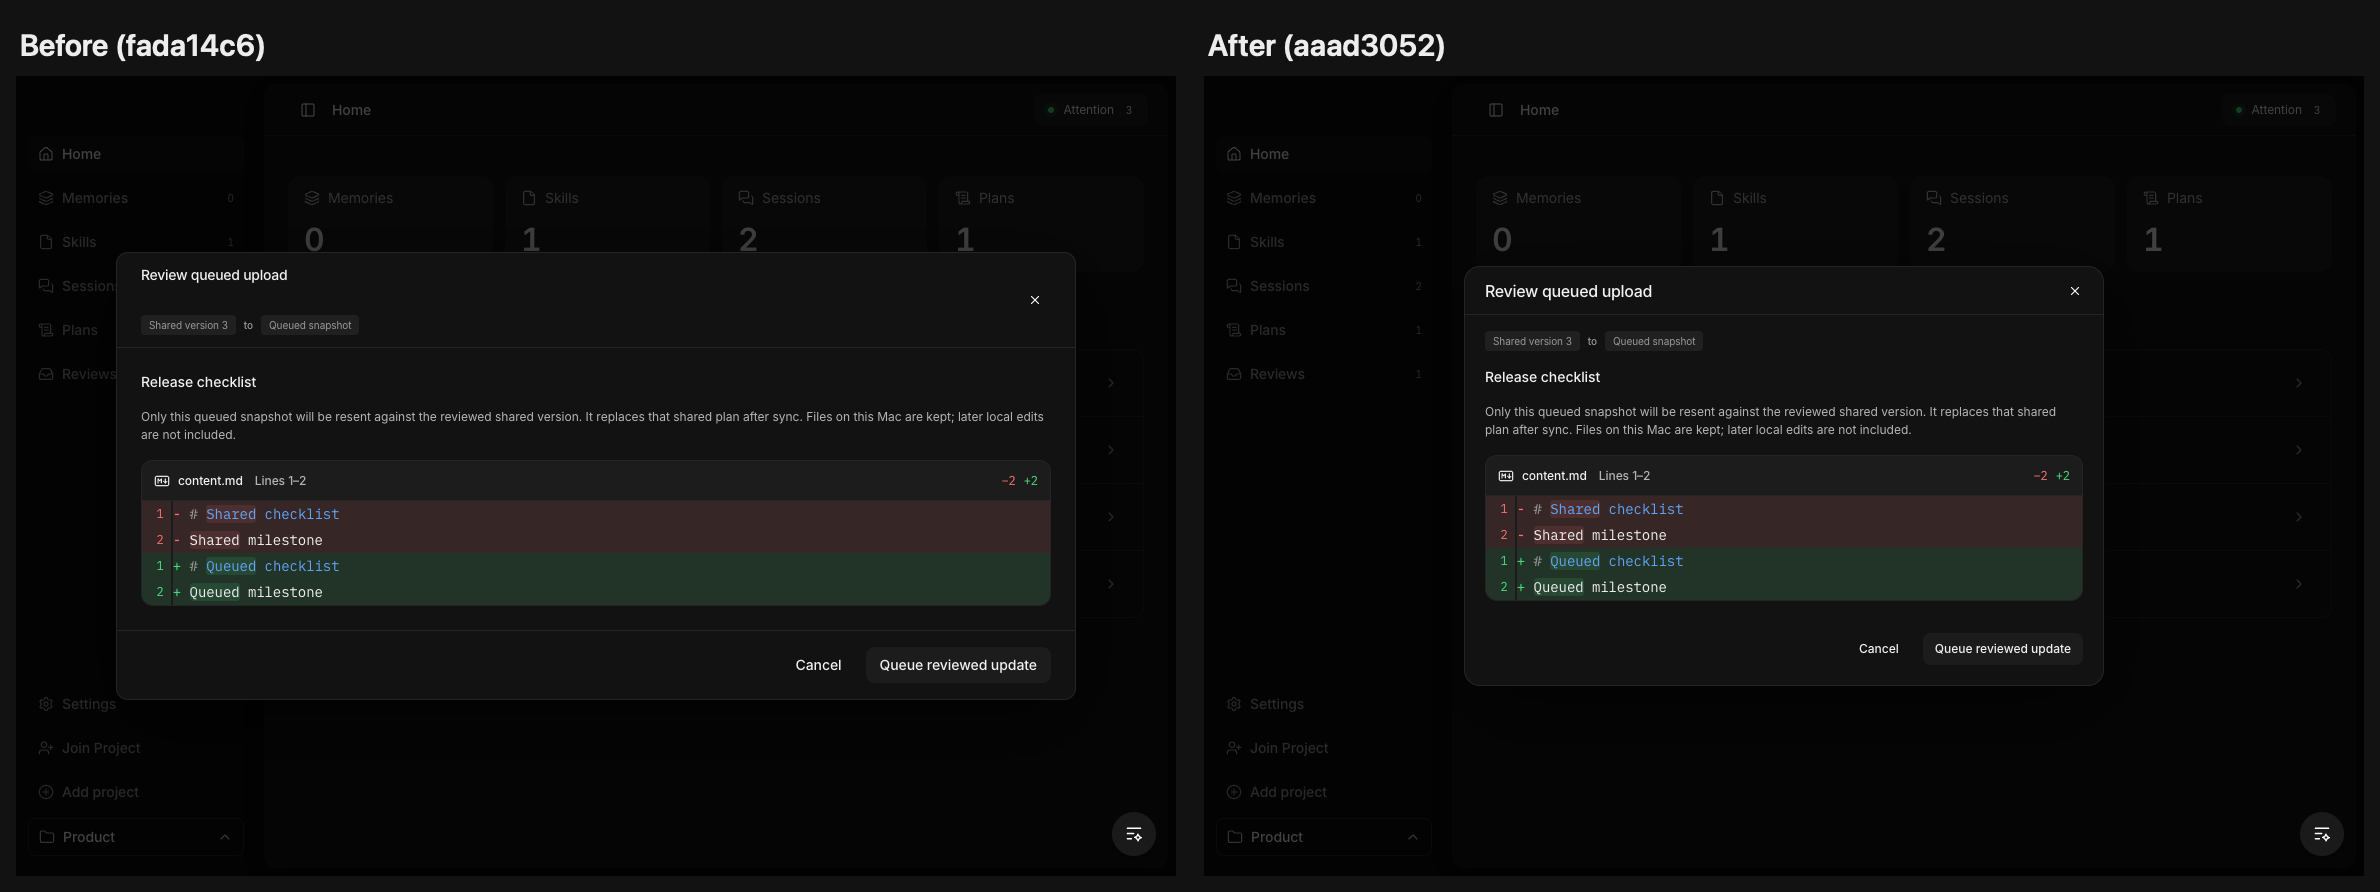 Before (fada14c6)
Home
Attention 3
Home
Memories 0
Skills 1
Sessions
Plans
Reviews
Memories
0
Skills
1
Sessions
2
Plans
1
Review queued upload
Shared version 3 to Queued snapshot
Release checklist
Only this queued snapshot will be resent against the reviewed shared version. It replaces that shared plan after sync. Files on this Mac are kept; later local edits
are not included.
content.md Lines 1–2 −2 +2
1 - # Shared checklist
2 - Shared milestone
1 + # Queued checklist
2 + Queued milestone
Cancel Queue reviewed update
Settings
Join Project
Add project
Product
After (aaad3052)
Home
Attention 3
Home
Memories 0
Skills 1
Sessions 2
Plans 1
Reviews 1
Memories
0
Skills
1
Sessions
2
Plans
1
Review queued upload
Shared version 3 to Queued snapshot
Release checklist
Only this queued snapshot will be resent against the reviewed shared version. It replaces that shared
plan after sync. Files on this Mac are kept; later local edits are not included.
content.md Lines 1–2 −2 +2
1 - # Shared checklist
2 - Shared milestone
1 + # Queued checklist
2 + Queued milestone
Cancel Queue reviewed update
Settings
Join Project
Add project
Product